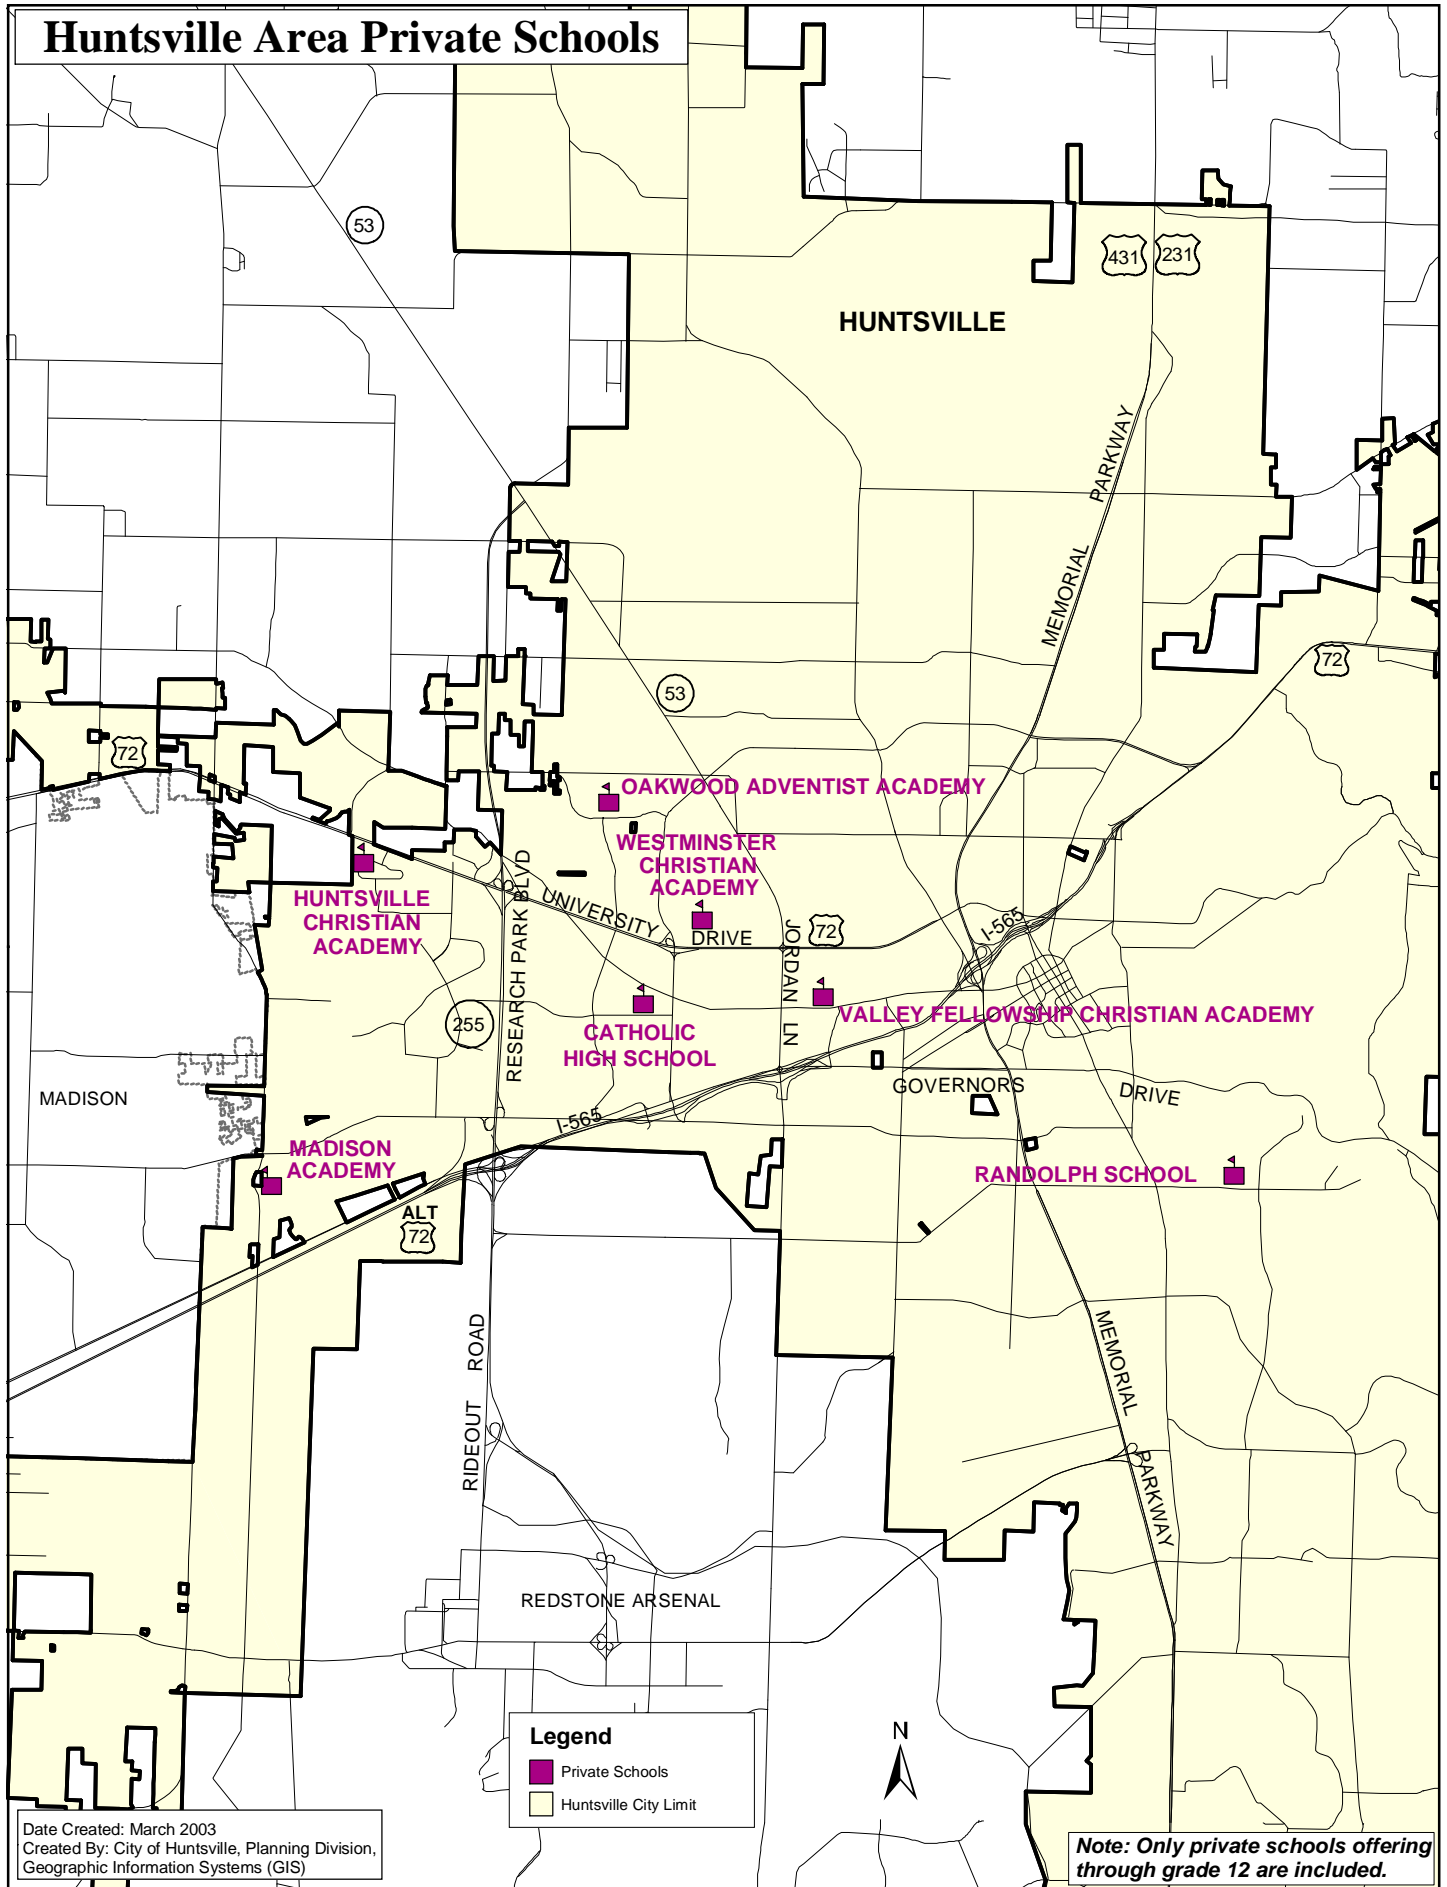 Huntsville Area Private Schools
53
431
231
HUNTSVILLE
MEMORIAL PARKWAY
72
53
72
OAKWOOD ADVENTIST ACADEMY
WESTMINSTER
CHRISTIAN
ACADEMY
HUNTSVILLE
CHRISTIAN
ACADEMY
RESEARCH PARK BLVD
UNIVERSITY DRIVE
JORDAN LN
72
I-565
255
CATHOLIC
HIGH SCHOOL
VALLEY FELLOWSHIP CHRISTIAN ACADEMY
MADISON
GOVERNORS DRIVE
I-565
MADISON
ACADEMY
RANDOLPH SCHOOL
ALT
72
RIDEOUT ROAD
MEMORIAL PARKWAY
REDSTONE ARSENAL
N
Legend
Private Schools
Huntsville City Limit
Date Created: March 2003
Created By: City of Huntsville, Planning Division,
Geographic Information Systems (GIS)
Note: Only private schools offering
through grade 12 are included.